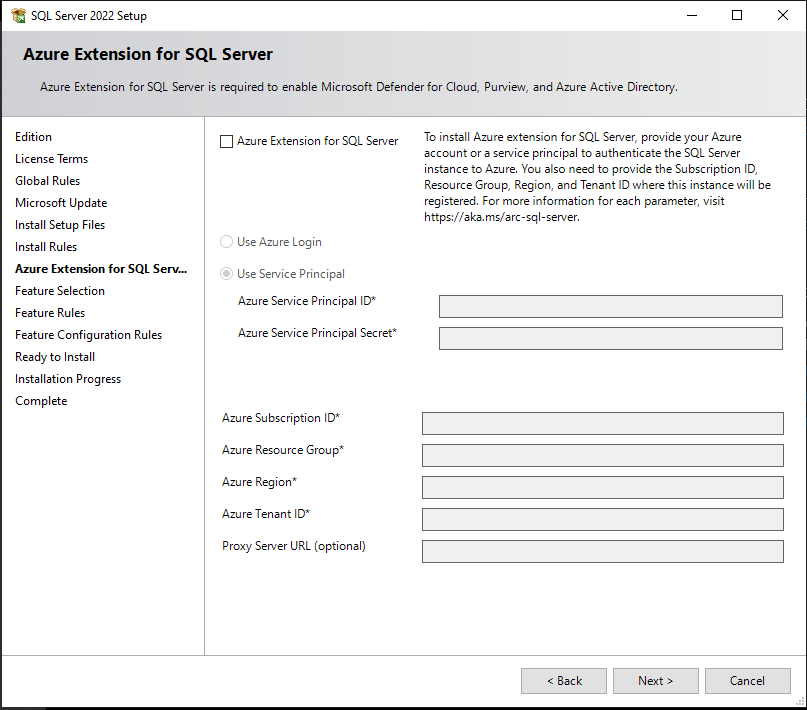 SQL Server 2022 Setup
Azure Extension for SQL Server
Azure Extension for SQL Server is required to enable Microsoft Defender for Cloud, Purview, and Azure Active Directory.
Edition
License Terms
Global Rules
Microsoft Update
Install Setup Files
Install Rules
Azure Extension for SQL Serv...
Feature Selection
Feature Rules
Feature Configuration Rules
Ready to Install
Installation Progress
Complete
Azure Extension for SQL Server
To install Azure extension for SQL Server, provide your Azure
account or a service principal to authenticate the SQL Server
instance to Azure. You also need to provide the Subscription ID,
Resource Group, Region, and Tenant ID where this instance will be
registered. For more information for each parameter, visit
https://aka.ms/arc-sql-server.
Use Azure Login
Use Service Principal
Azure Service Principal ID*
Azure Service Principal Secret*
Azure Subscription ID*
Azure Resource Group*
Azure Region*
Azure Tenant ID*
Proxy Server URL (optional)
< Back
Next >
Cancel